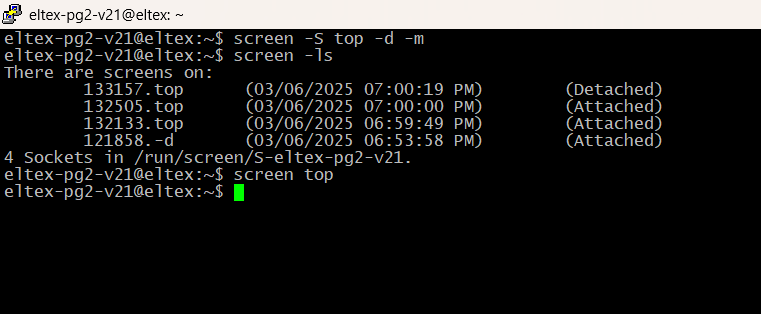 eltex-pg2-v21@eltex: ~
eltex-pg2-v21@eltex:~$ screen -S top -d -m
eltex-pg2-v21@eltex:~$ screen -ls
There are screens on:
        133157.top      (03/06/2025 07:00:19 PM)        (Detached)
        132505.top      (03/06/2025 07:00:00 PM)        (Attached)
        132133.top      (03/06/2025 06:59:49 PM)        (Attached)
        121858.-d       (03/06/2025 06:53:58 PM)        (Attached)
4 Sockets in /run/screen/S-eltex-pg2-v21.
eltex-pg2-v21@eltex:~$ screen top
eltex-pg2-v21@eltex:~$